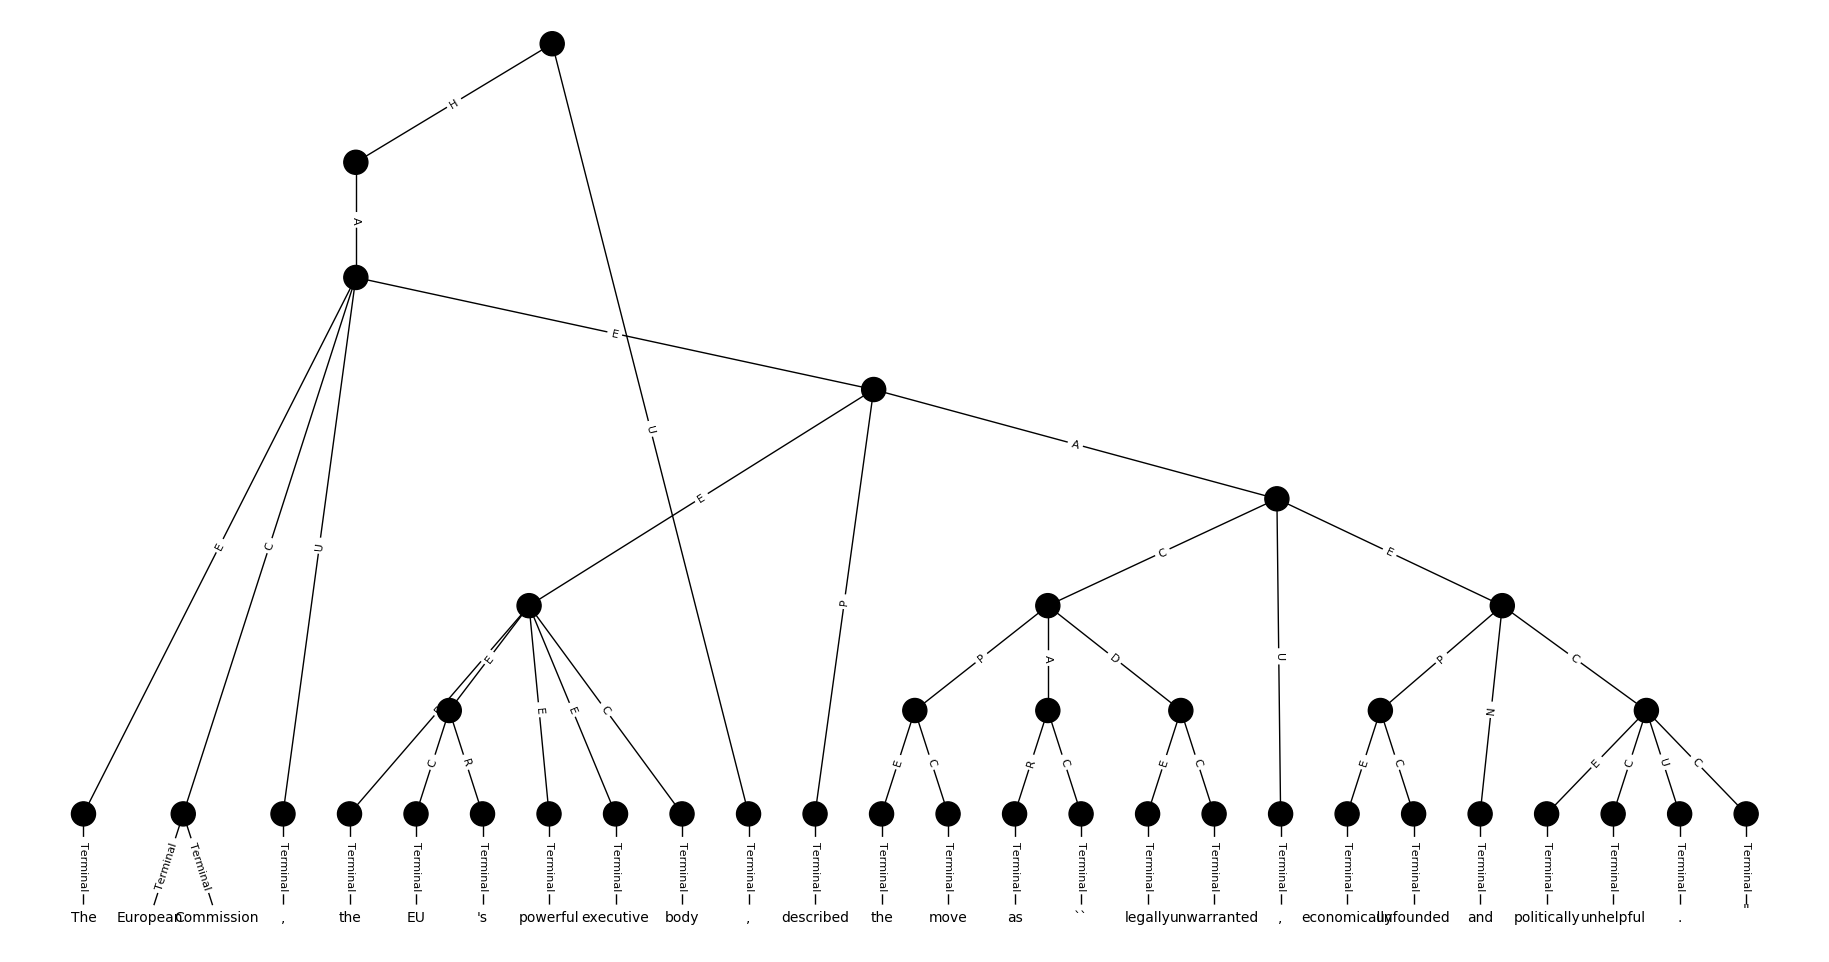 H
U
A
E
C
U
E
E
P
A
E
E
C
R
E
E
C
C
U
E
P
A
D
P
N
C
E
C
R
C
E
C
E
C
E
C
U
C
Terminal Terminal Terminal Terminal Terminal Terminal Terminal Terminal Terminal Terminal Terminal Terminal Terminal Terminal Terminal Terminal Terminal Terminal Terminal Terminal Terminal Terminal Terminal Terminal Terminal Terminal
The European Commission , the EU 's powerful executive body , described the move as `` legally unwarranted , economically unfounded and politically unhelpful . "